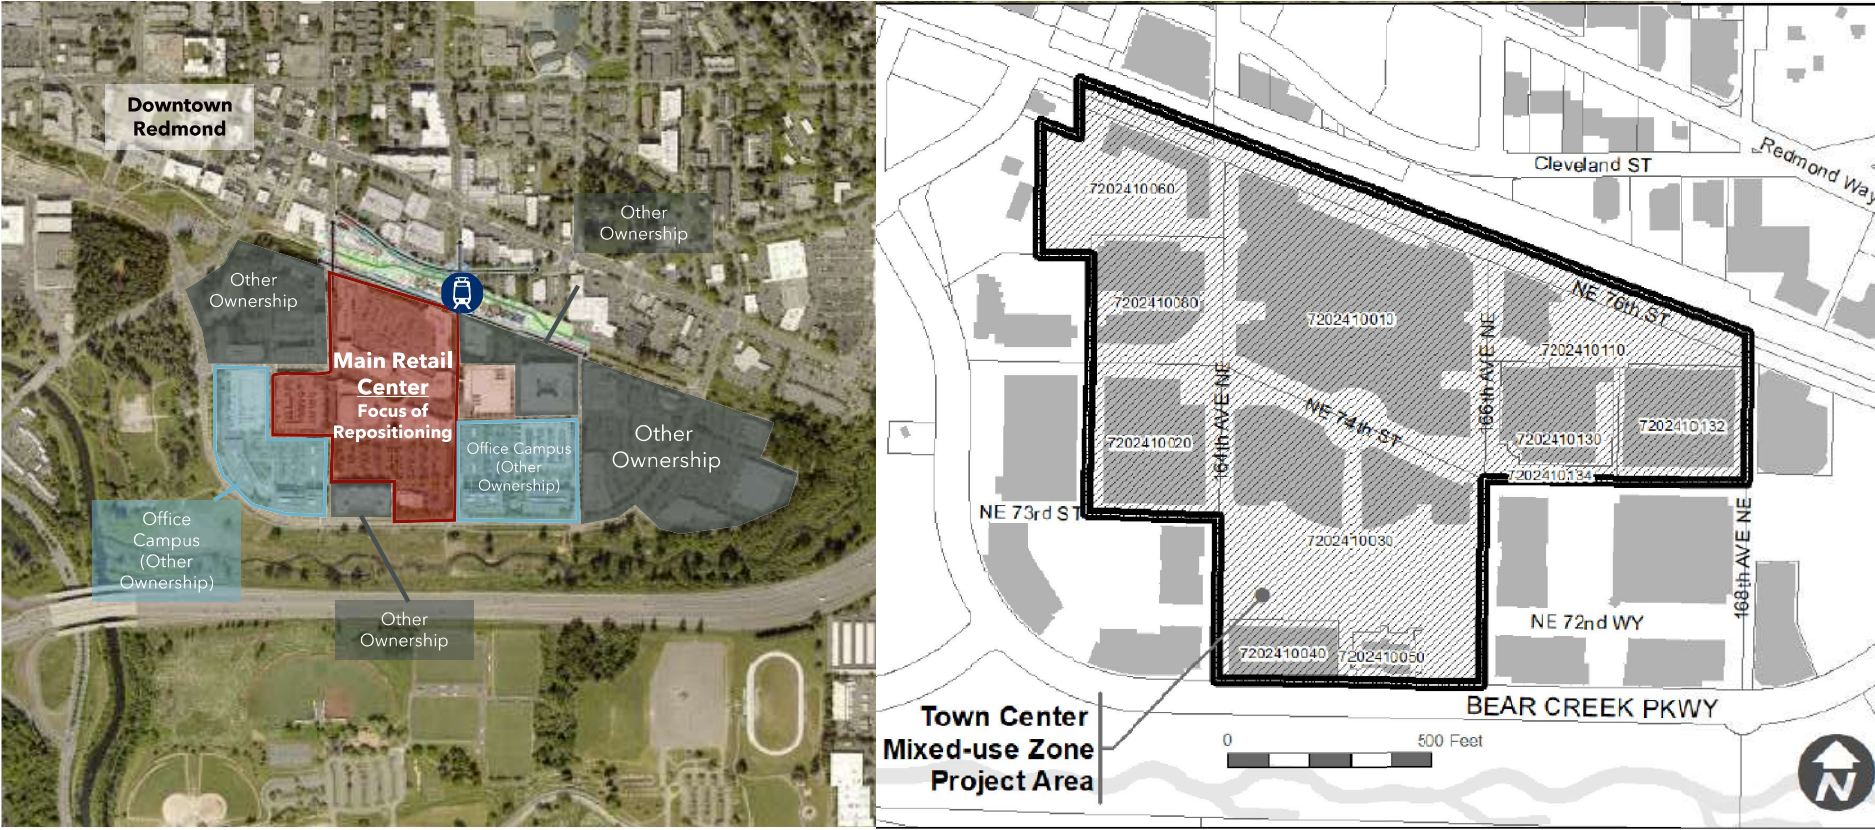 Downtown
Redmond
Other
Ownership
Other
Ownership
Main Retail
Center
Focus of
Repositioning
Office Campus
(Other
Ownership)
Other
Ownership
Office
Campus
(Other
Ownership)
Other
Ownership
Cleveland ST
Redmond Way
7202410060
NE 76th ST
7202410080
7202410010
7202410110
166th AVE NE
164th AVE NE
NE 74th ST
7202410020
7202410130
7202410132
7202410134
NE 73rd ST
7202410030
168th AVE NE
NE 72nd WY
7202410040
7202410050
BEAR CREEK PKWY
Town Center
Mixed-use Zone
Project Area
0
500 Feet
N